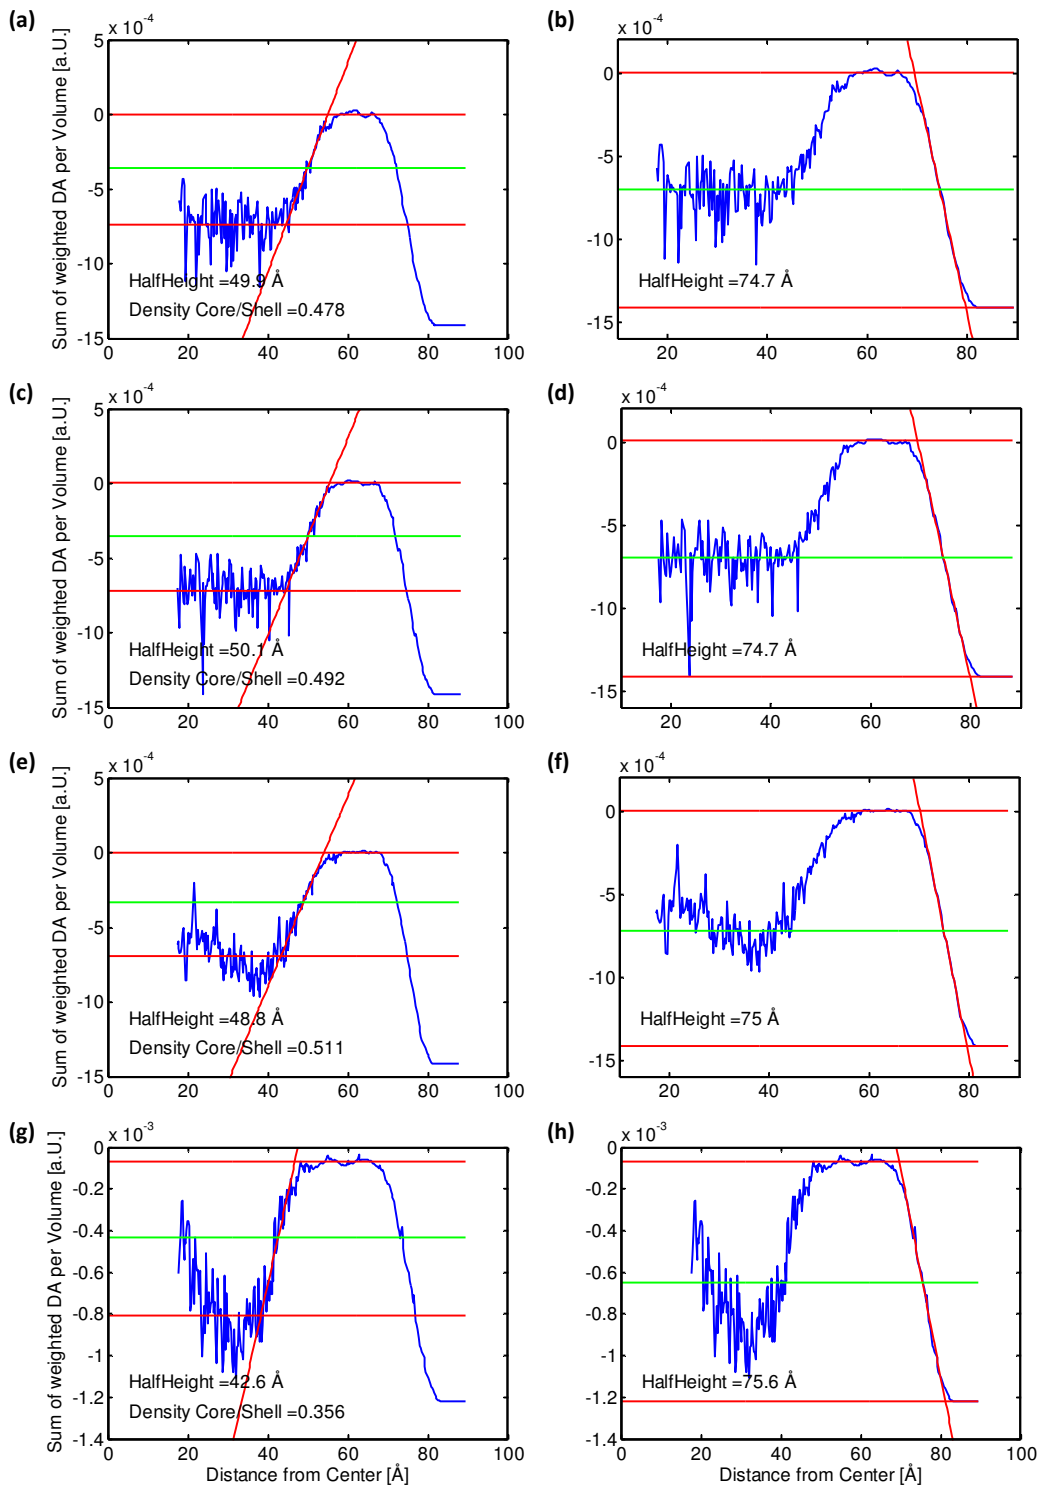 (a)
x 10-4
5
0
-5
-10
-15
0 20 40 60 80 100
Sum of weighted DA per Volume [a.U.]
HalfHeight =49.9 Å
Density Core/Shell =0.478
(b)
x 10-4
0
-5
-10
-15
20 40 60 80
HalfHeight =74.7 Å
(c)
x 10-4
5
0
-5
-10
-15
0 20 40 60 80 100
Sum of weighted DA per Volume [a.U.]
HalfHeight =50.1 Å
Density Core/Shell =0.492
(d)
x 10-4
0
-5
-10
-15
20 40 60 80
HalfHeight =74.7 Å
(e)
x 10-4
5
0
-5
-10
-15
0 20 40 60 80 100
Sum of weighted DA per Volume [a.U.]
HalfHeight =48.8 Å
Density Core/Shell =0.511
(f)
x 10-4
0
-5
-10
-15
20 40 60 80
HalfHeight =75 Å
(g)
x 10-3
0
-0.2
-0.4
-0.6
-0.8
-1
-1.2
-1.4
0 20 40 60 80 100
Sum of weighted DA per Volume [a.U.]
HalfHeight =42.6 Å
Density Core/Shell =0.356
Distance from Center [Å]
(h)
x 10-3
0
-0.2
-0.4
-0.6
-0.8
-1
-1.2
-1.4
0 20 40 60 80 100
HalfHeight =75.6 Å
Distance from Center [Å]